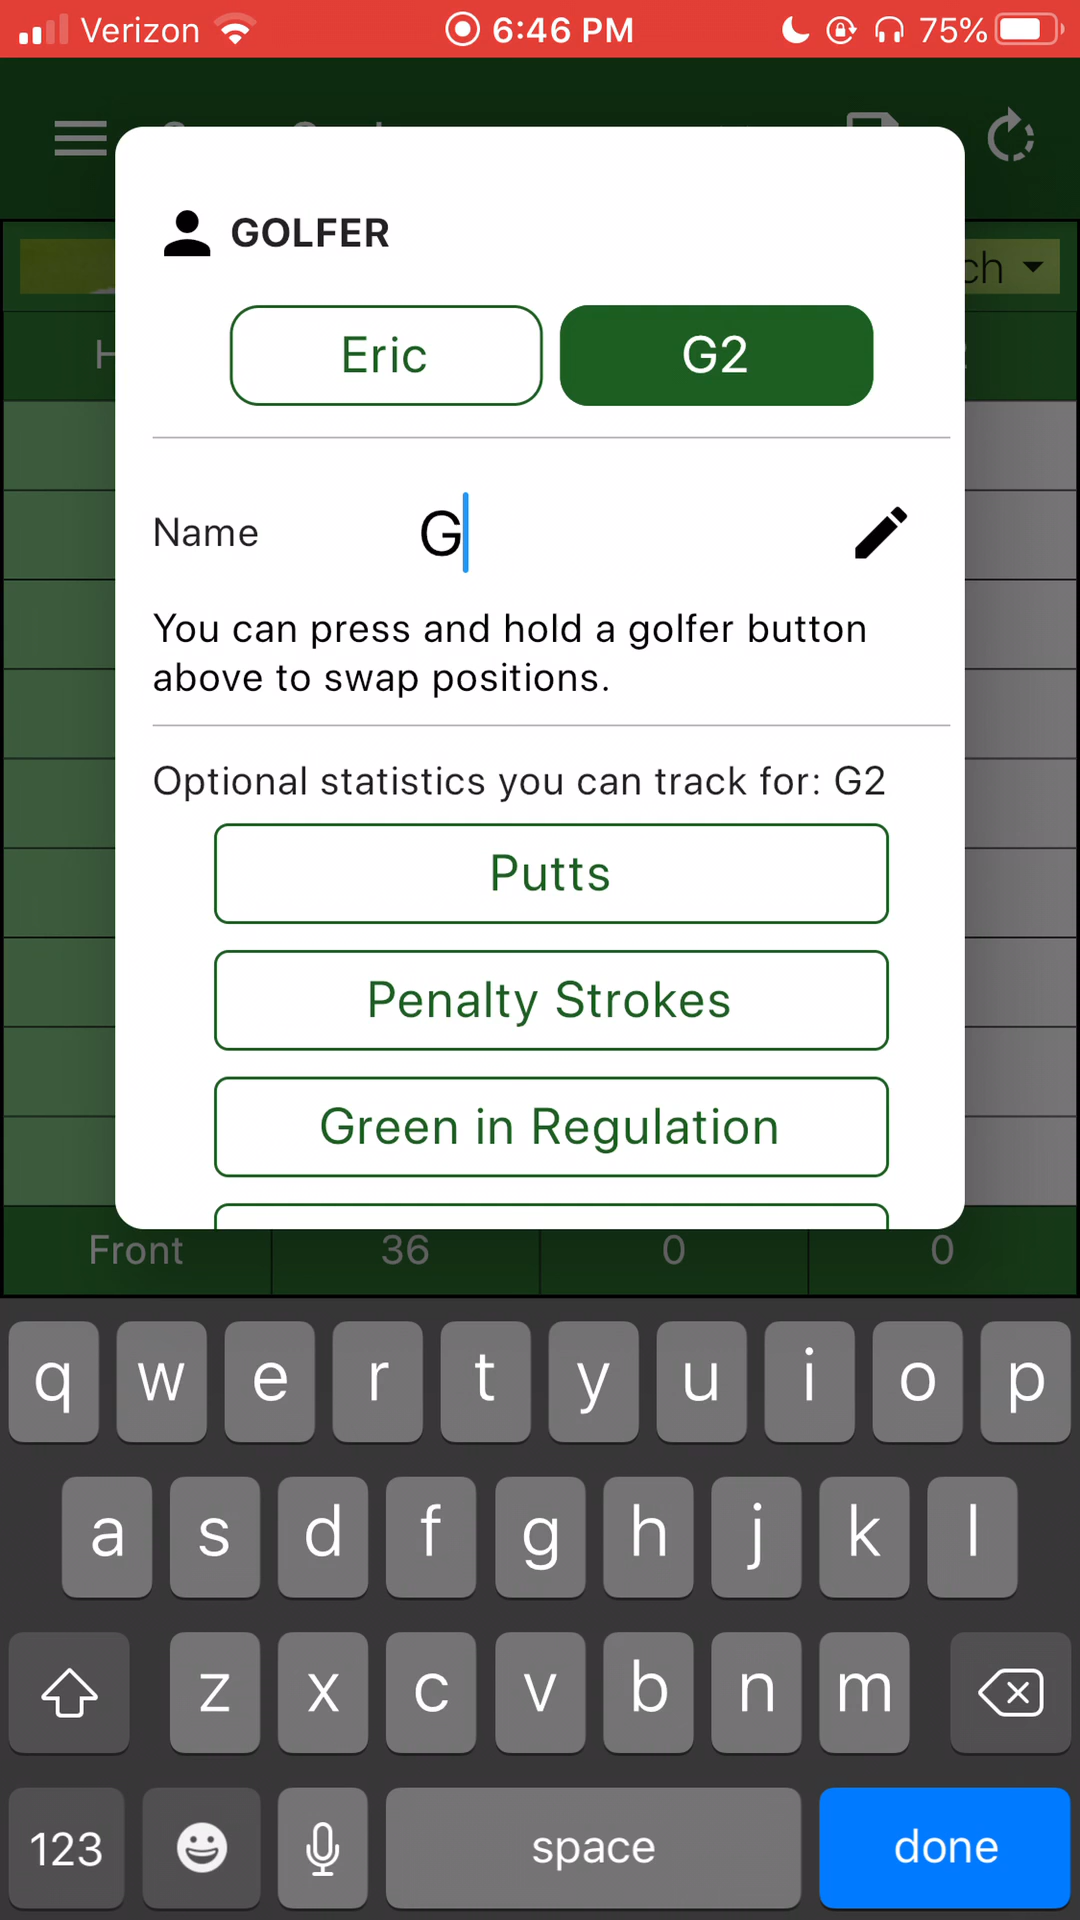 Verizon 6:46 PM 75%
GOLFER
Eric G2
Name G
You can press and hold a golfer button
above to swap positions.
Optional statistics you can track for: G2
Putts
Penalty Strokes
Green in Regulation
Front 36 0 0
q w e r t y u i o p
a s d f g h j k l
z x c v b n m
123 space done